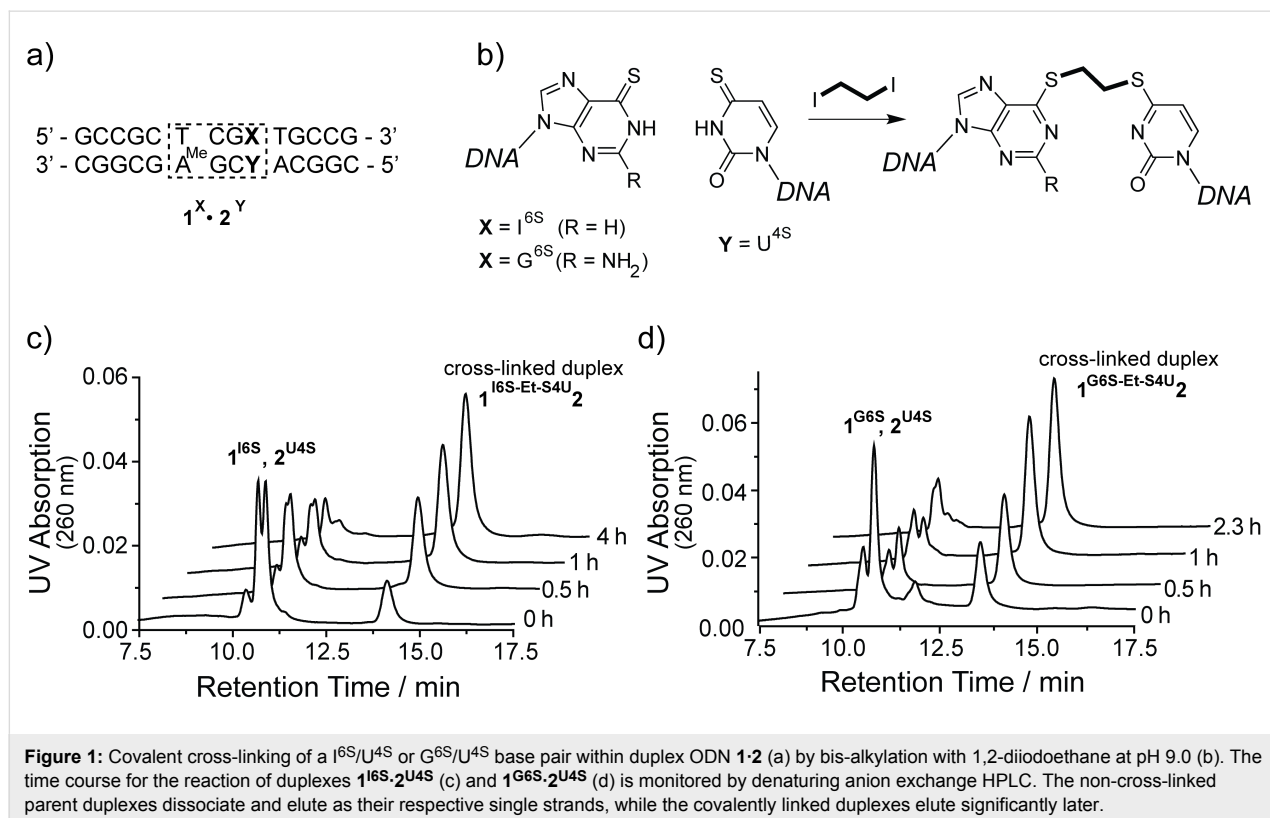 a)
5' - GCCGC T CGX TGCCG - 3'
Me
3' - CGGCG A GCY ACGGC - 5'
1^X · 2^Y
b)
S
N
NH
N
N
DNA
R
S
HN
O
N
DNA
I
I
N
N
DNA
S
N
N
R
S
N
O
N
DNA
X = I^6S (R = H)
X = G^6S (R = NH2)
Y = U^4S
c)
cross-linked duplex
1^I6S-Et-S4U 2
1^I6S, 2^U4S
0.06
0.04
0.02
0.00
UV Absorption
(260 nm)
4 h
1 h
0.5 h
0 h
7.5 10.0 12.5 15.0 17.5
Retention Time / min
d)
cross-linked duplex
1^G6S-Et-S4U 2
1^G6S, 2^U4S
0.06
0.04
0.02
0.00
UV Absorption
(260 nm)
2.3 h
1 h
0.5 h
0 h
7.5 10.0 12.5 15.0 17.5
Retention Time / min
Figure 1: Covalent cross-linking of a I^6S/U^4S or G^6S/U^4S base pair within duplex ODN 1·2 (a) by bis-alkylation with 1,2-diiodoethane at pH 9.0 (b). The
time course for the reaction of duplexes 1^I6S·2^U4S (c) and 1^G6S·2^U4S (d) is monitored by denaturing anion exchange HPLC. The non-cross-linked
parent duplexes dissociate and elute as their respective single strands, while the covalently linked duplexes elute significantly later.